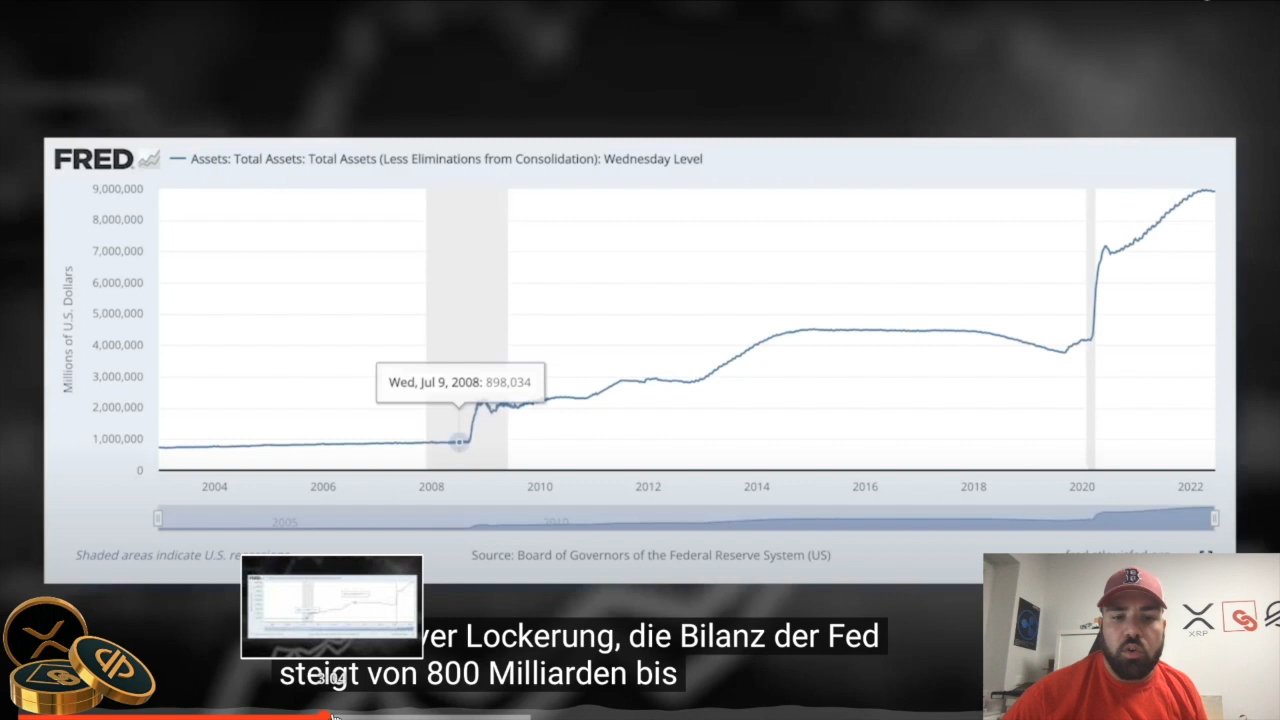 FRED
Assets: Total Assets: Total Assets (Less Eliminations from Consolidation): Wednesday Level
Millions of U.S. Dollars
9,000,000
8,000,000
7,000,000
6,000,000
5,000,000
4,000,000
3,000,000
2,000,000
1,000,000
0
Wed, Jul 9, 2008: 898,034
2004 2006 2008 2010 2012 2014 2016 2018 2020 2022
2005 2010
Shaded areas indicate U.S. recessions
Source: Board of Governors of the Federal Reserve System (US)
ver Lockerung, die Bilanz der Fed
steigt von 800 Milliarden bis
XRP
B